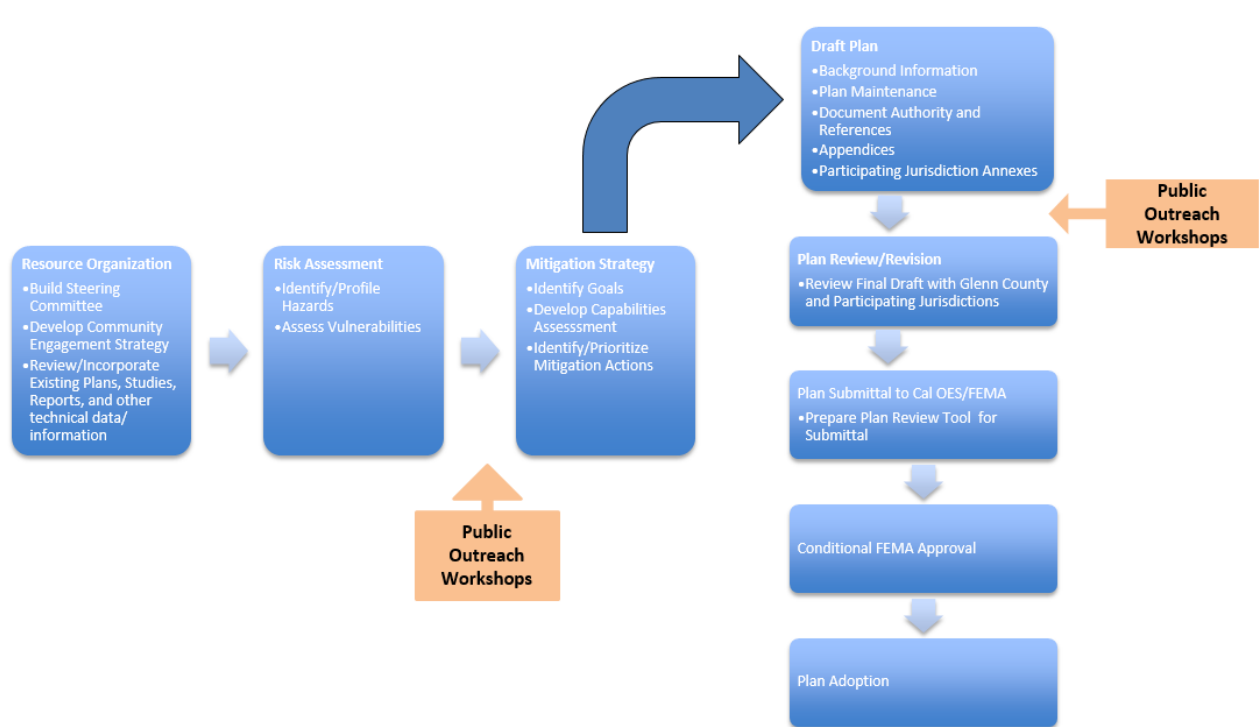 Resource Organization
•Build Steering
Committee
•Develop Community
Engagement Strategy
•Review/Incorporate
Existing Plans, Studies,
Reports, and other
technical data/
information
Risk Assessment
•Identify/Profile
Hazards
•Assess Vulnerabilities
Public
Outreach
Workshops
Mitigation Strategy
•Identify Goals
•Develop Capabilities
Assesssment
•Identify/Prioritize
Mitigation Actions
Draft Plan
•Background Information
•Plan Maintenance
•Document Authority and
References
•Appendices
•Participating Jurisdiction Annexes
Public
Outreach
Workshops
Plan Review/Revision
•Review Final Draft with Glenn County
and Participating Jurisdictions
Plan Submittal to Cal OES/FEMA
•Prepare Plan Review Tool for
Submittal
Conditional FEMA Approval
Plan Adoption